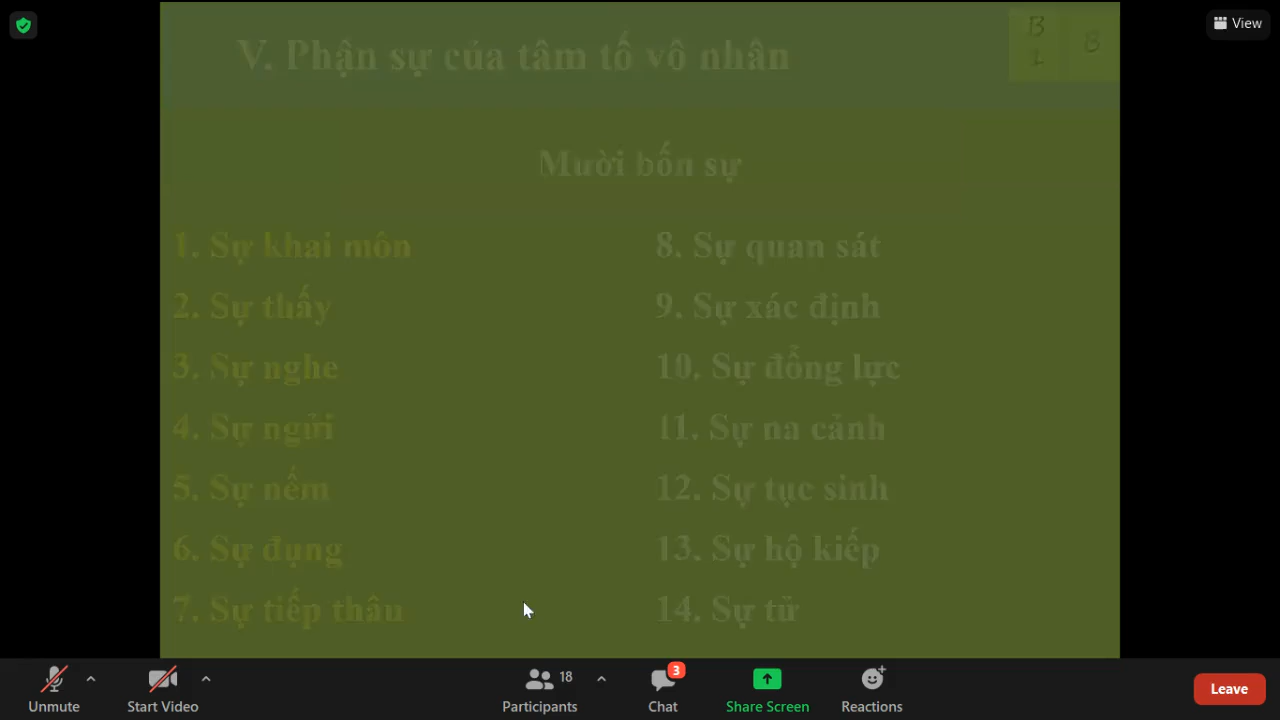 View
V. Phận sự của tâm tố vô nhân
B
L
B
Mười bốn sự
1. Sự khai môn
2. Sự thấy
3. Sự nghe
4. Sự ngửi
5. Sự nếm
6. Sự đụng
7. Sự tiếp thâu
8. Sự quan sát
9. Sự xác định
10. Sự đổng lực
11. Sự na cảnh
12. Sự tục sinh
13. Sự hộ kiếp
14. Sự tử
18
3
Unmute
Start Video
Participants
Chat
Share Screen
Reactions
Leave